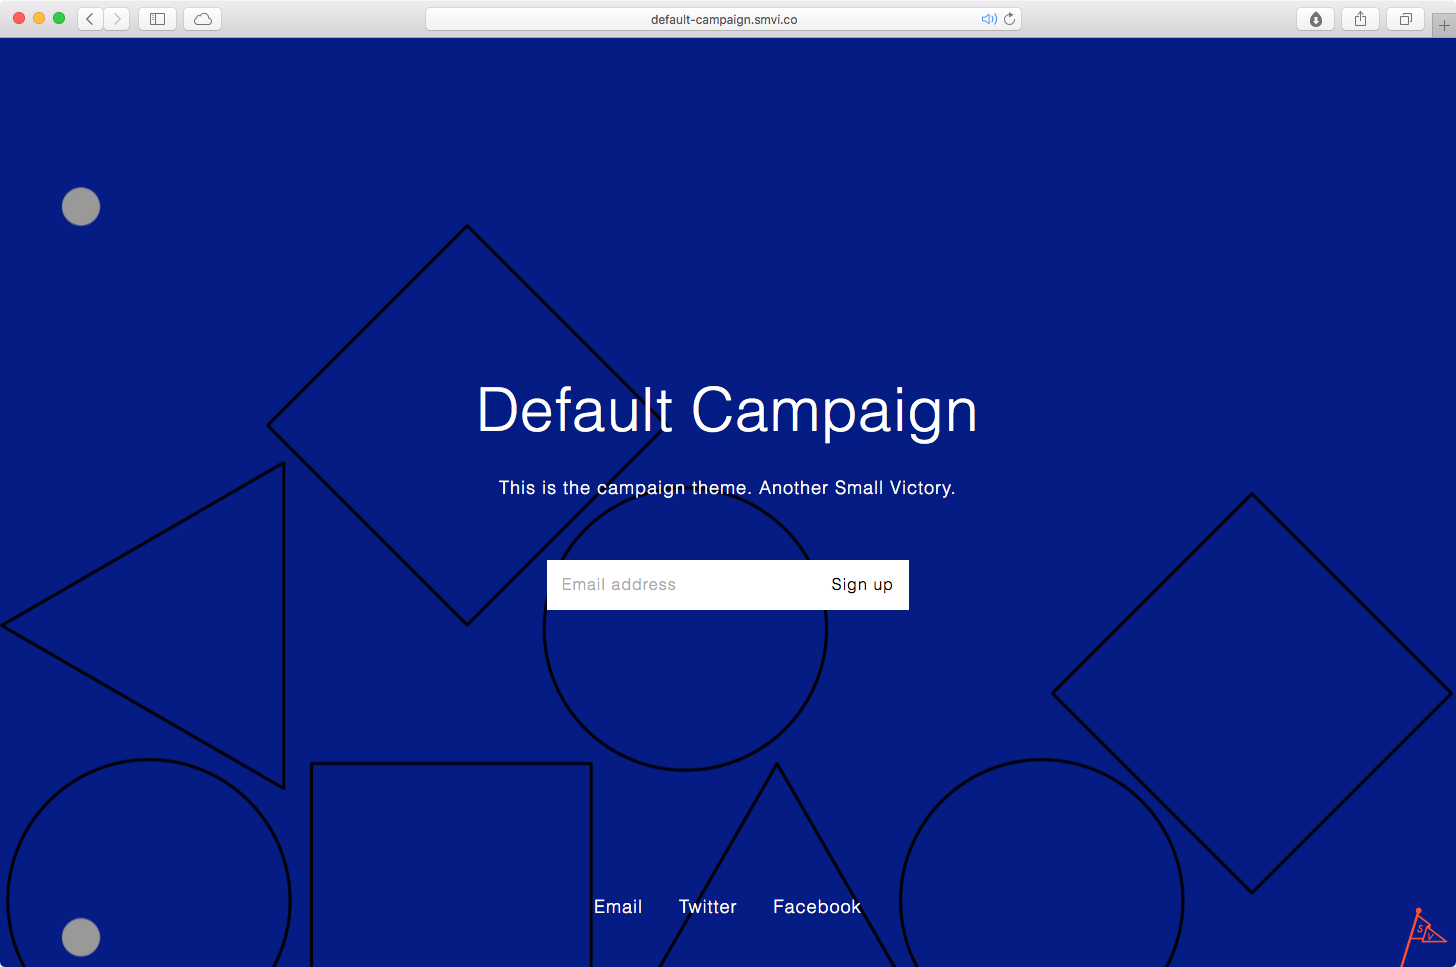 default-campaign.smvi.co
Default Campaign
This is the campaign theme. Another Small Victory.
Email address Sign up
Email Twitter Facebook
SV